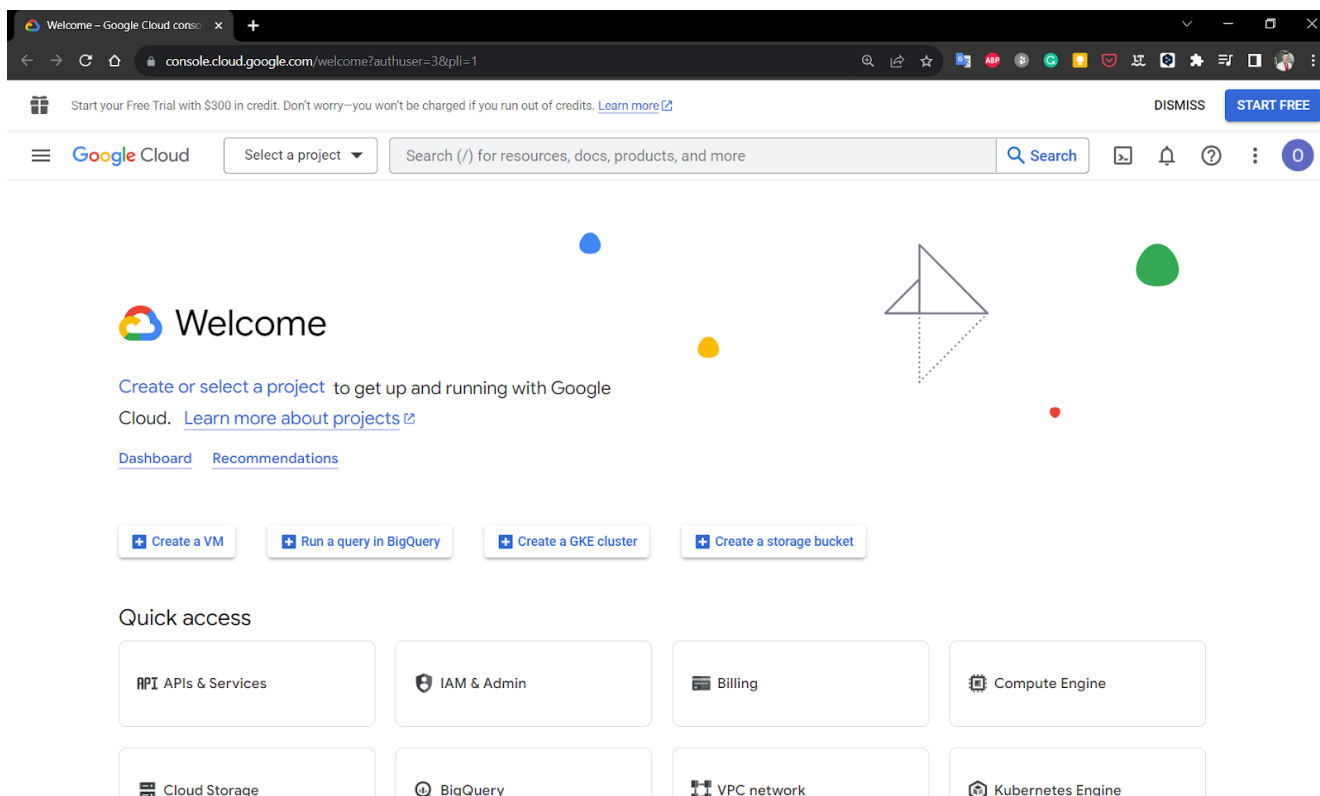 Welcome – Google Cloud conso
console.cloud.google.com/welcome?authuser=3&pli=1
ABP
Start your Free Trial with $300 in credit. Don't worry—you won't be charged if you run out of credits. Learn more
DISMISS
START FREE
Google Cloud
Select a project
Search (/) for resources, docs, products, and more
Search
O
Welcome
Create or select a project to get up and running with Google
Cloud. Learn more about projects
Dashboard Recommendations
Create a VM
Run a query in BigQuery
Create a GKE cluster
Create a storage bucket
Quick access
API APIs & Services
IAM & Admin
Billing
Compute Engine
Cloud Storage
BigQuery
VPC network
Kubernetes Engine